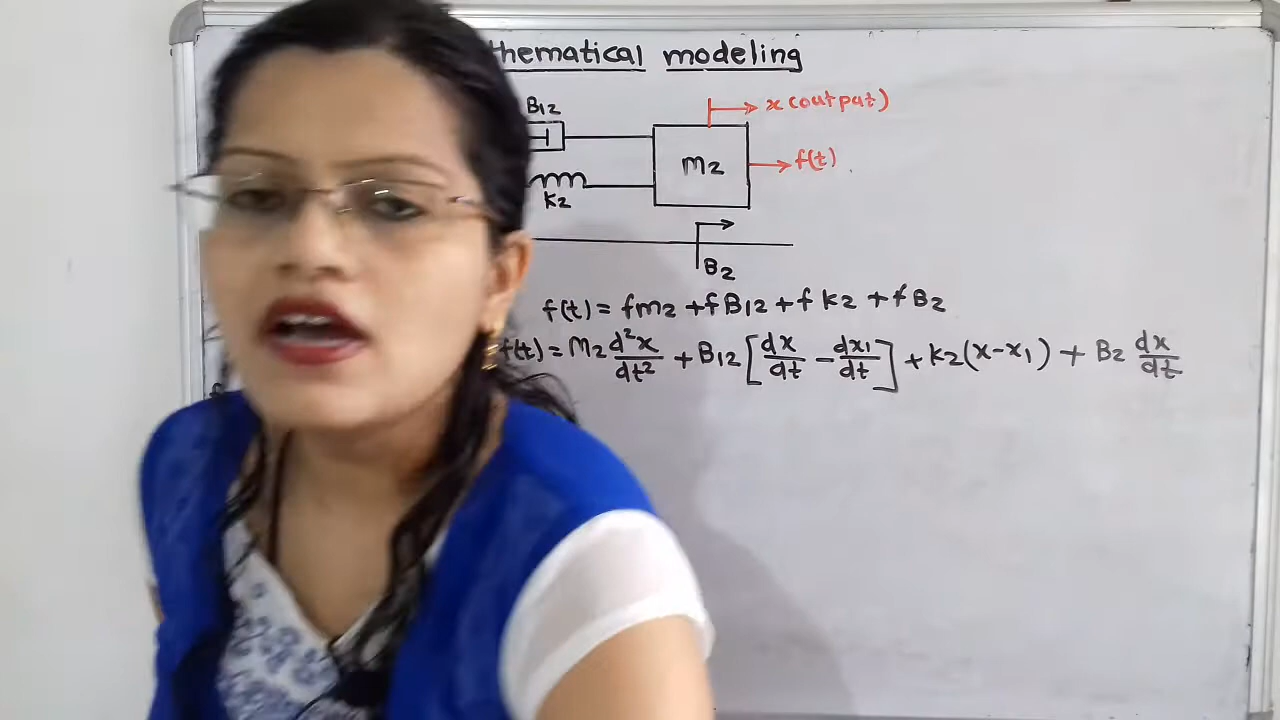 thematical modeling
B12
x (output)
M2
f(t)
K2
B2
f(t) = fm2 + fB12 + fK2 + fB2
f(t) = M2 d²x/dt² + B12 [dx/dt - dx1/dt] + K2(x-x1) + B2 dx/dt